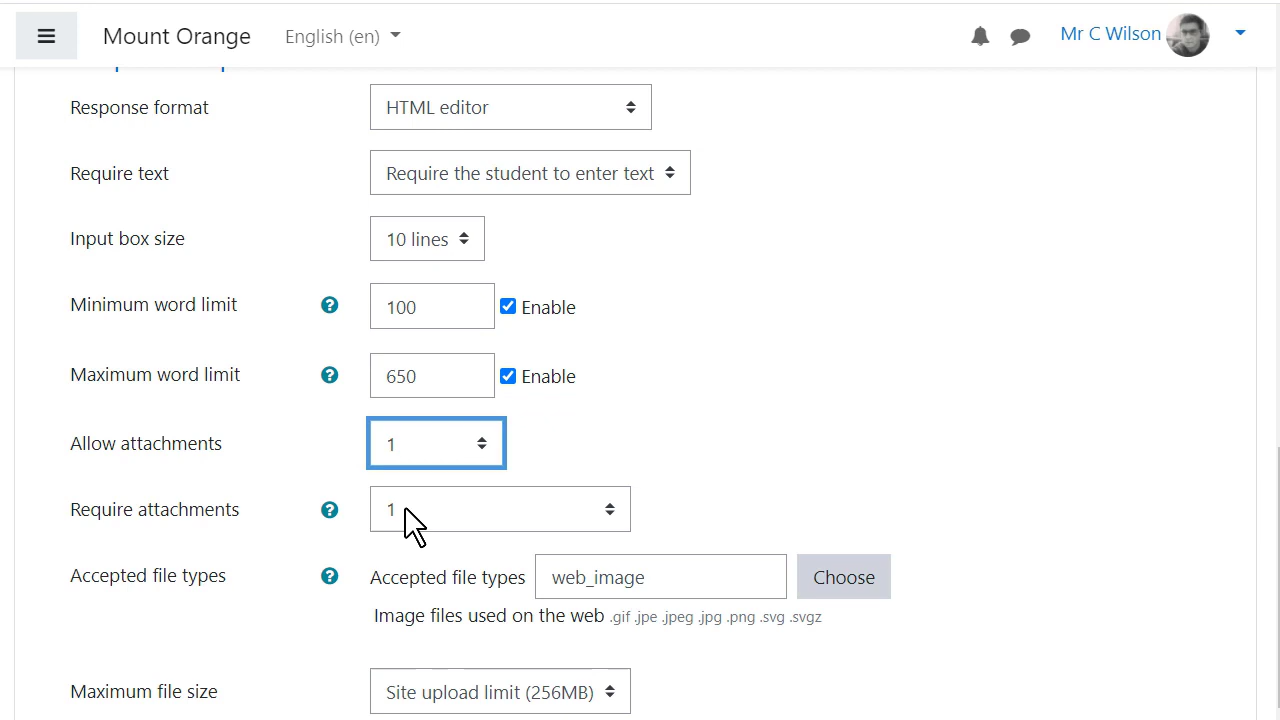 Mount Orange English (en) Mr C Wilson
Response format HTML editor
Require text Require the student to enter text
Input box size 10 lines
Minimum word limit 100 Enable
Maximum word limit 650 Enable
Allow attachments 1
Require attachments 1
Accepted file types Accepted file types web_image Choose
Image files used on the web .gif .jpe .jpeg .jpg .png .svg .svgz
Maximum file size Site upload limit (256MB)